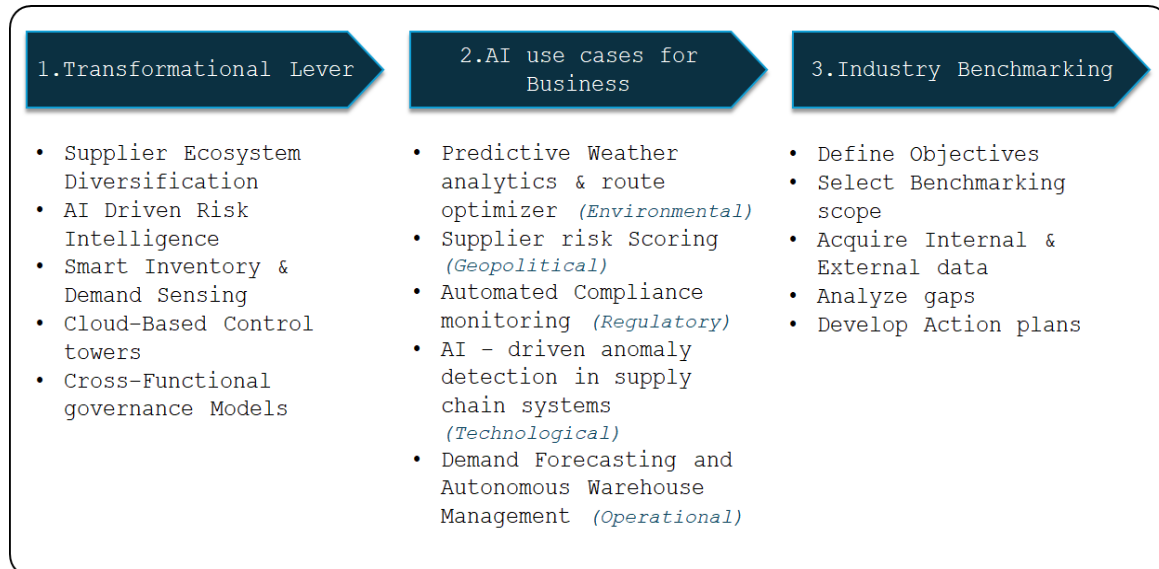 1.Transformational Lever
• Supplier Ecosystem
Diversification
• AI Driven Risk
Intelligence
• Smart Inventory &
Demand Sensing
• Cloud-Based Control
towers
• Cross-Functional
governance Models
2.AI use cases for
Business
• Predictive Weather
analytics & route
optimizer (Environmental)
• Supplier risk Scoring
(Geopolitical)
• Automated Compliance
monitoring (Regulatory)
• AI – driven anomaly
detection in supply
chain systems
(Technological)
• Demand Forecasting and
Autonomous Warehouse
Management (Operational)
3.Industry Benchmarking
• Define Objectives
• Select Benchmarking
scope
• Acquire Internal &
External data
• Analyze gaps
• Develop Action plans